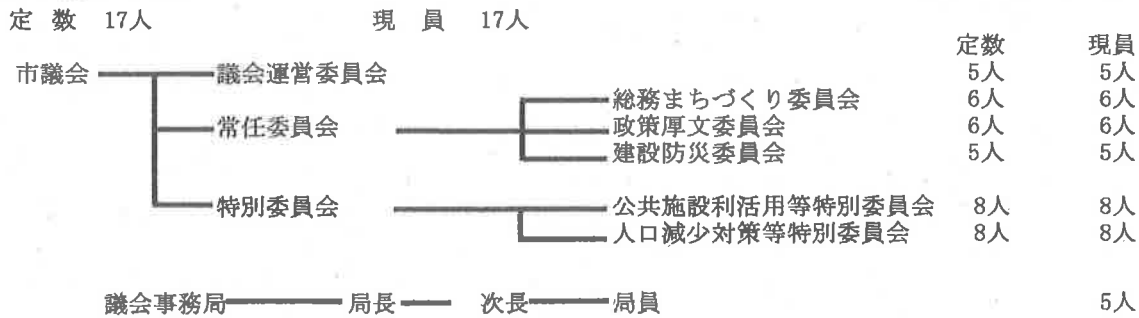 定 数 17人 現 員 17人
定数 現員
市議会 議会運営委員会 5人 5人
総務まちづくり委員会 6人 6人
常任委員会 政策厚文委員会 6人 6人
建設防災委員会 5人 5人
特別委員会 公共施設利活用等特別委員会 8人 8人
人口減少対策等特別委員会 8人 8人
議会事務局 局長 次長 局員 5人